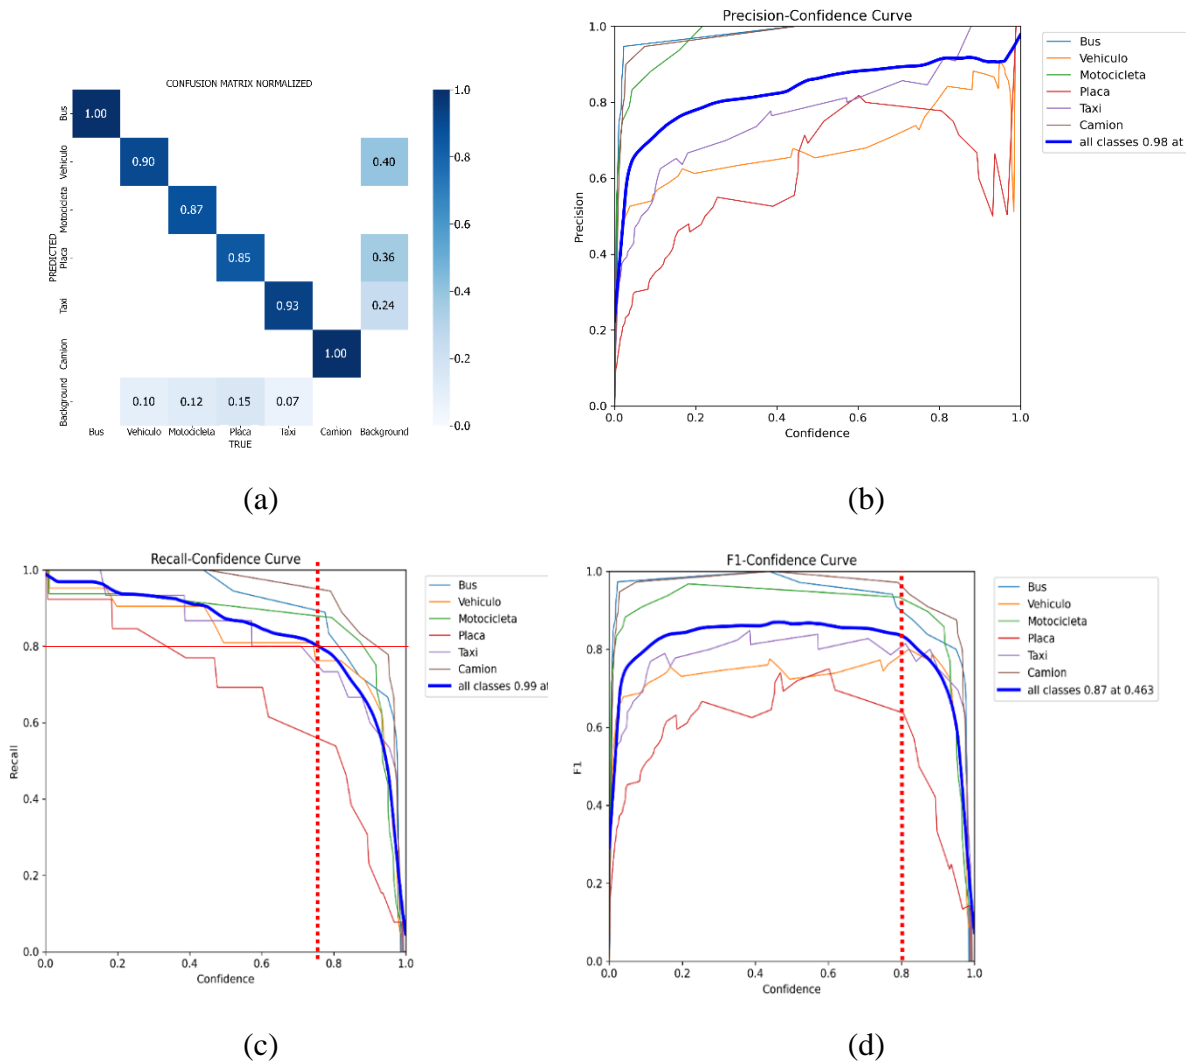 CONFUSION MATRIX NORMALIZED
PREDICTED
Bus
Vehiculo
Motocicleta
Placa
Taxi
Camion
Background
1.00
0.90 0.40
0.87
0.85 0.36
0.93 0.24
1.00
0.10 0.12 0.15 0.07
Bus Vehiculo Motocicleta Placa Taxi Camion Background
TRUE
1.0
0.8
0.6
0.4
0.2
0.0
(a)
Precision-Confidence Curve
Precision
1.0
0.8
0.6
0.4
0.2
0.0
0.0 0.2 0.4 0.6 0.8 1.0
Confidence
Bus
Vehiculo
Motocicleta
Placa
Taxi
Camion
all classes 0.98 at
(b)
Recall-Confidence Curve
Recall
1.0
0.8
0.6
0.4
0.2
0.0
0.0 0.2 0.4 0.6 0.8 1.0
Confidence
Bus
Vehiculo
Motocicleta
Placa
Taxi
Camion
all classes 0.99 at
(c)
F1-Confidence Curve
F1
1.0
0.8
0.6
0.4
0.2
0.0
0.0 0.2 0.4 0.6 0.8 1.0
Confidence
Bus
Vehiculo
Motocicleta
Placa
Taxi
Camion
all classes 0.87 at 0.463
(d)